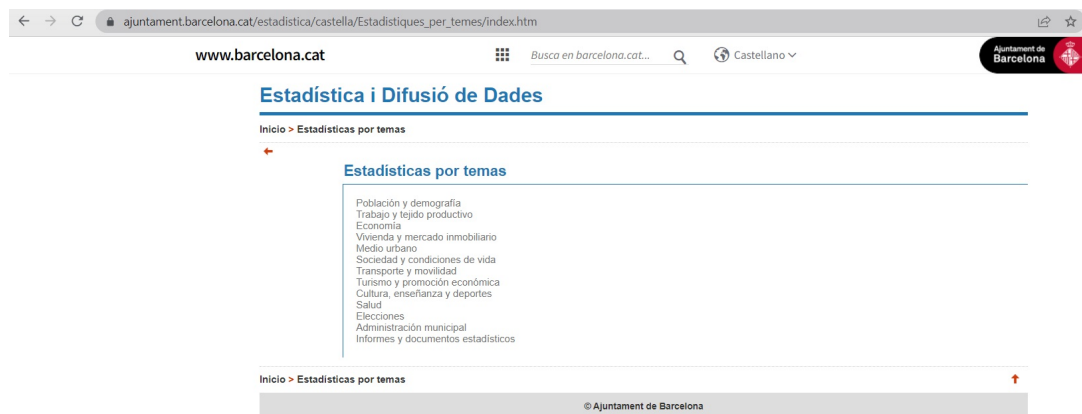 ajuntament.barcelona.cat/estadistica/castella/Estadistiques_per_temes/index.htm
www.barcelona.cat
Busca en barcelona.cat...
Castellano
Ajuntament de
Barcelona
Estadística i Difusió de Dades
Inicio > Estadísticas por temas
Estadísticas por temas
Población y demografía
Trabajo y tejido productivo
Economía
Vivienda y mercado inmobiliario
Medio urbano
Sociedad y condiciones de vida
Transporte y movilidad
Turismo y promoción económica
Cultura, enseñanza y deportes
Salud
Elecciones
Administración municipal
Informes y documentos estadísticos
Inicio > Estadísticas por temas
© Ajuntament de Barcelona